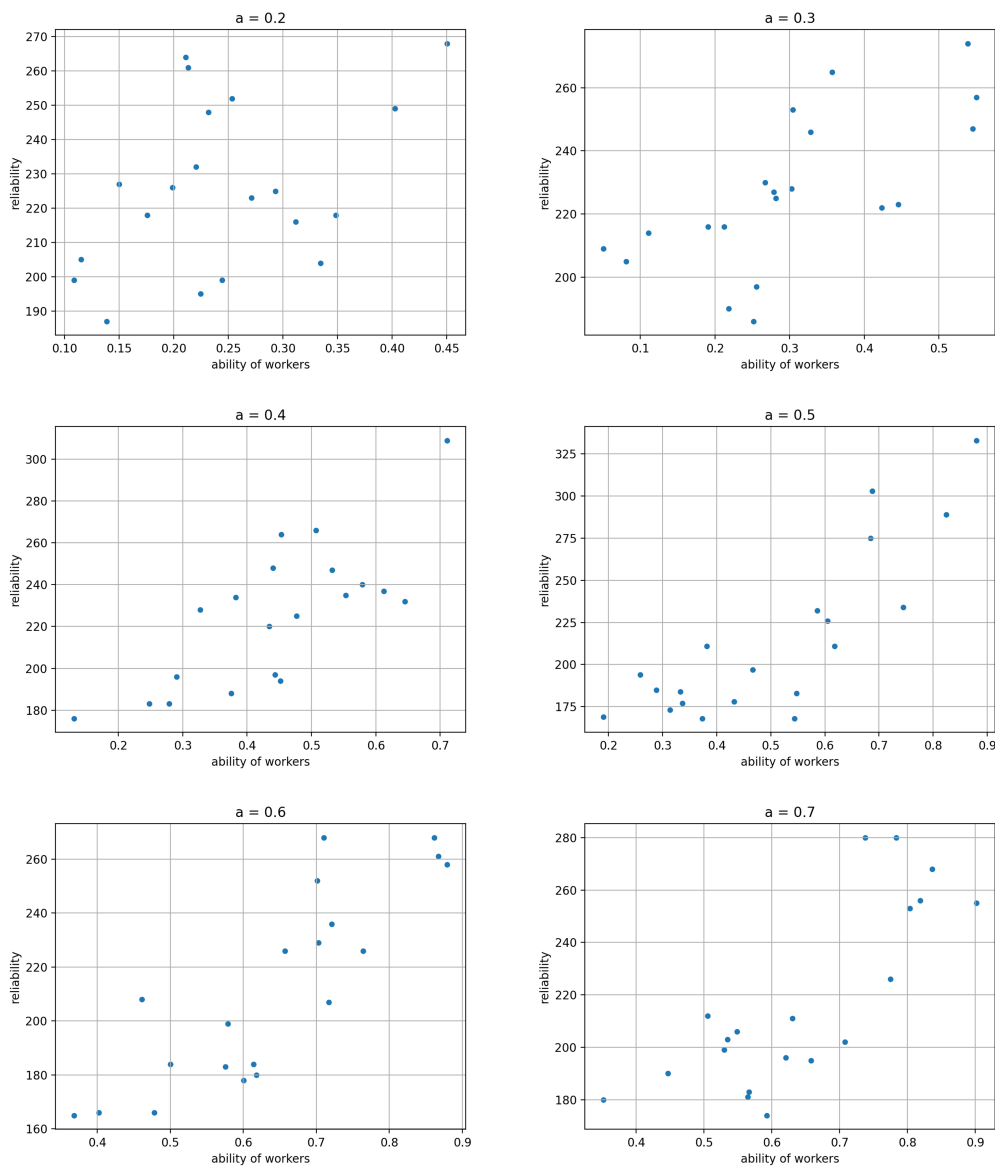 a = 0.2
270
260
250
240
230
220
210
200
190
reliability
0.10 0.15 0.20 0.25 0.30 0.35 0.40 0.45
ability of workers
a = 0.3
260
240
220
200
reliability
0.1 0.2 0.3 0.4 0.5
ability of workers
a = 0.4
300
280
260
240
220
200
180
reliability
0.2 0.3 0.4 0.5 0.6 0.7
ability of workers
a = 0.5
325
300
275
250
225
200
175
reliability
0.2 0.3 0.4 0.5 0.6 0.7 0.8 0.9
ability of workers
a = 0.6
260
240
220
200
180
160
reliability
0.4 0.5 0.6 0.7 0.8 0.9
ability of workers
a = 0.7
280
260
240
220
200
180
reliability
0.4 0.5 0.6 0.7 0.8 0.9
ability of workers